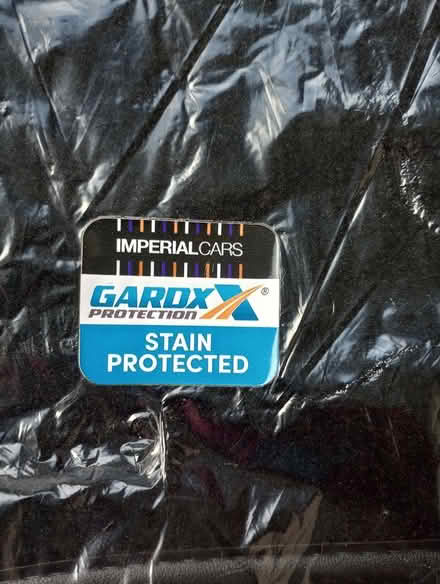 IMPERIALCARS
GARDX
PROTECTION
®
STAIN
PROTECTED